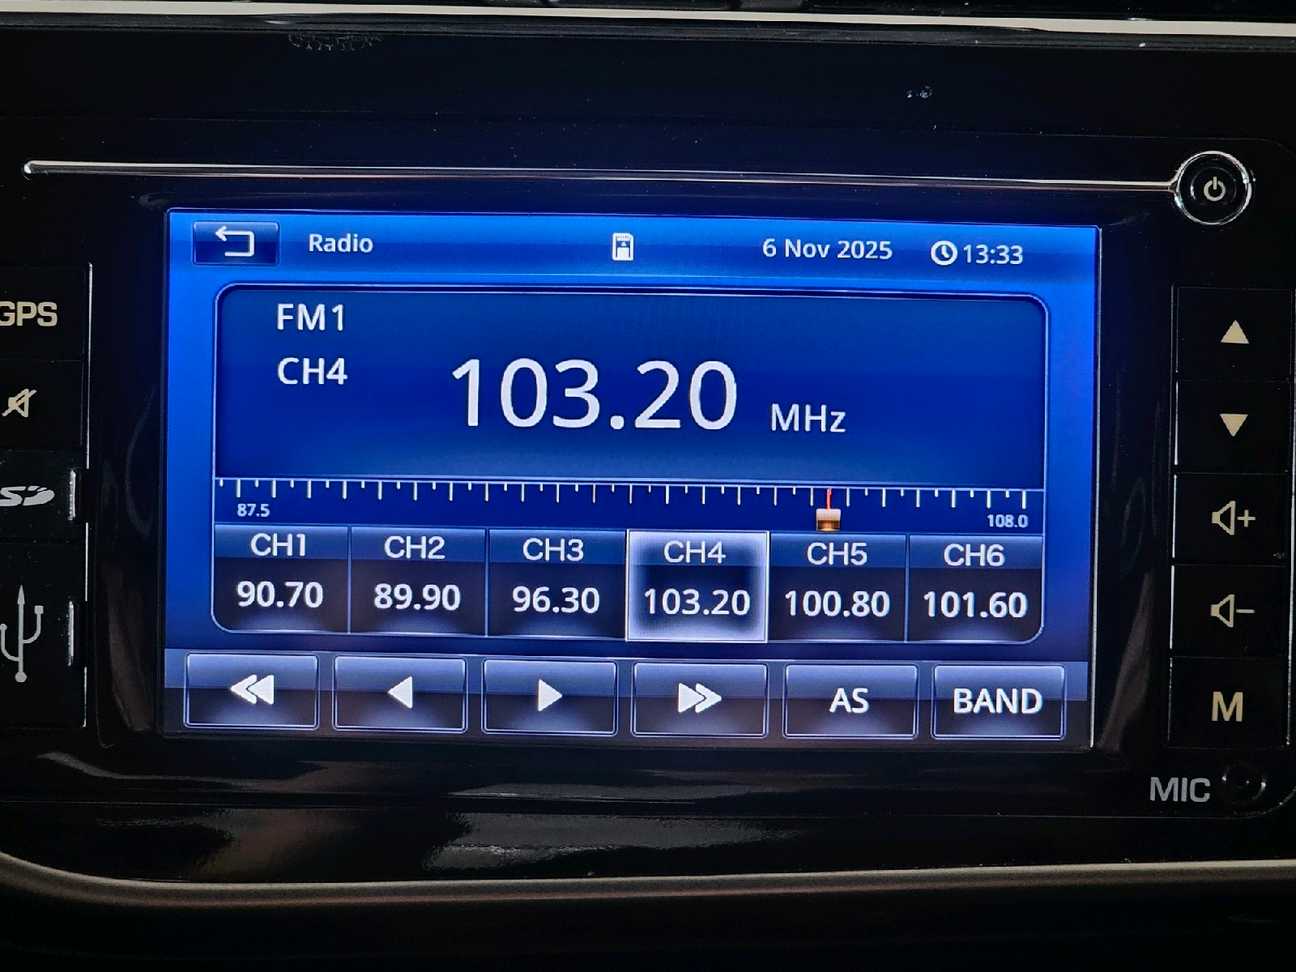 Radio 6 Nov 2025 13:33
GPS
FM1
CH4
103.20 MHz
87.5 108.0
CH1 CH2 CH3 CH4 CH5 CH6
90.70 89.90 96.30 103.20 100.80 101.60
AS BAND
SD
+
-
M
MIC